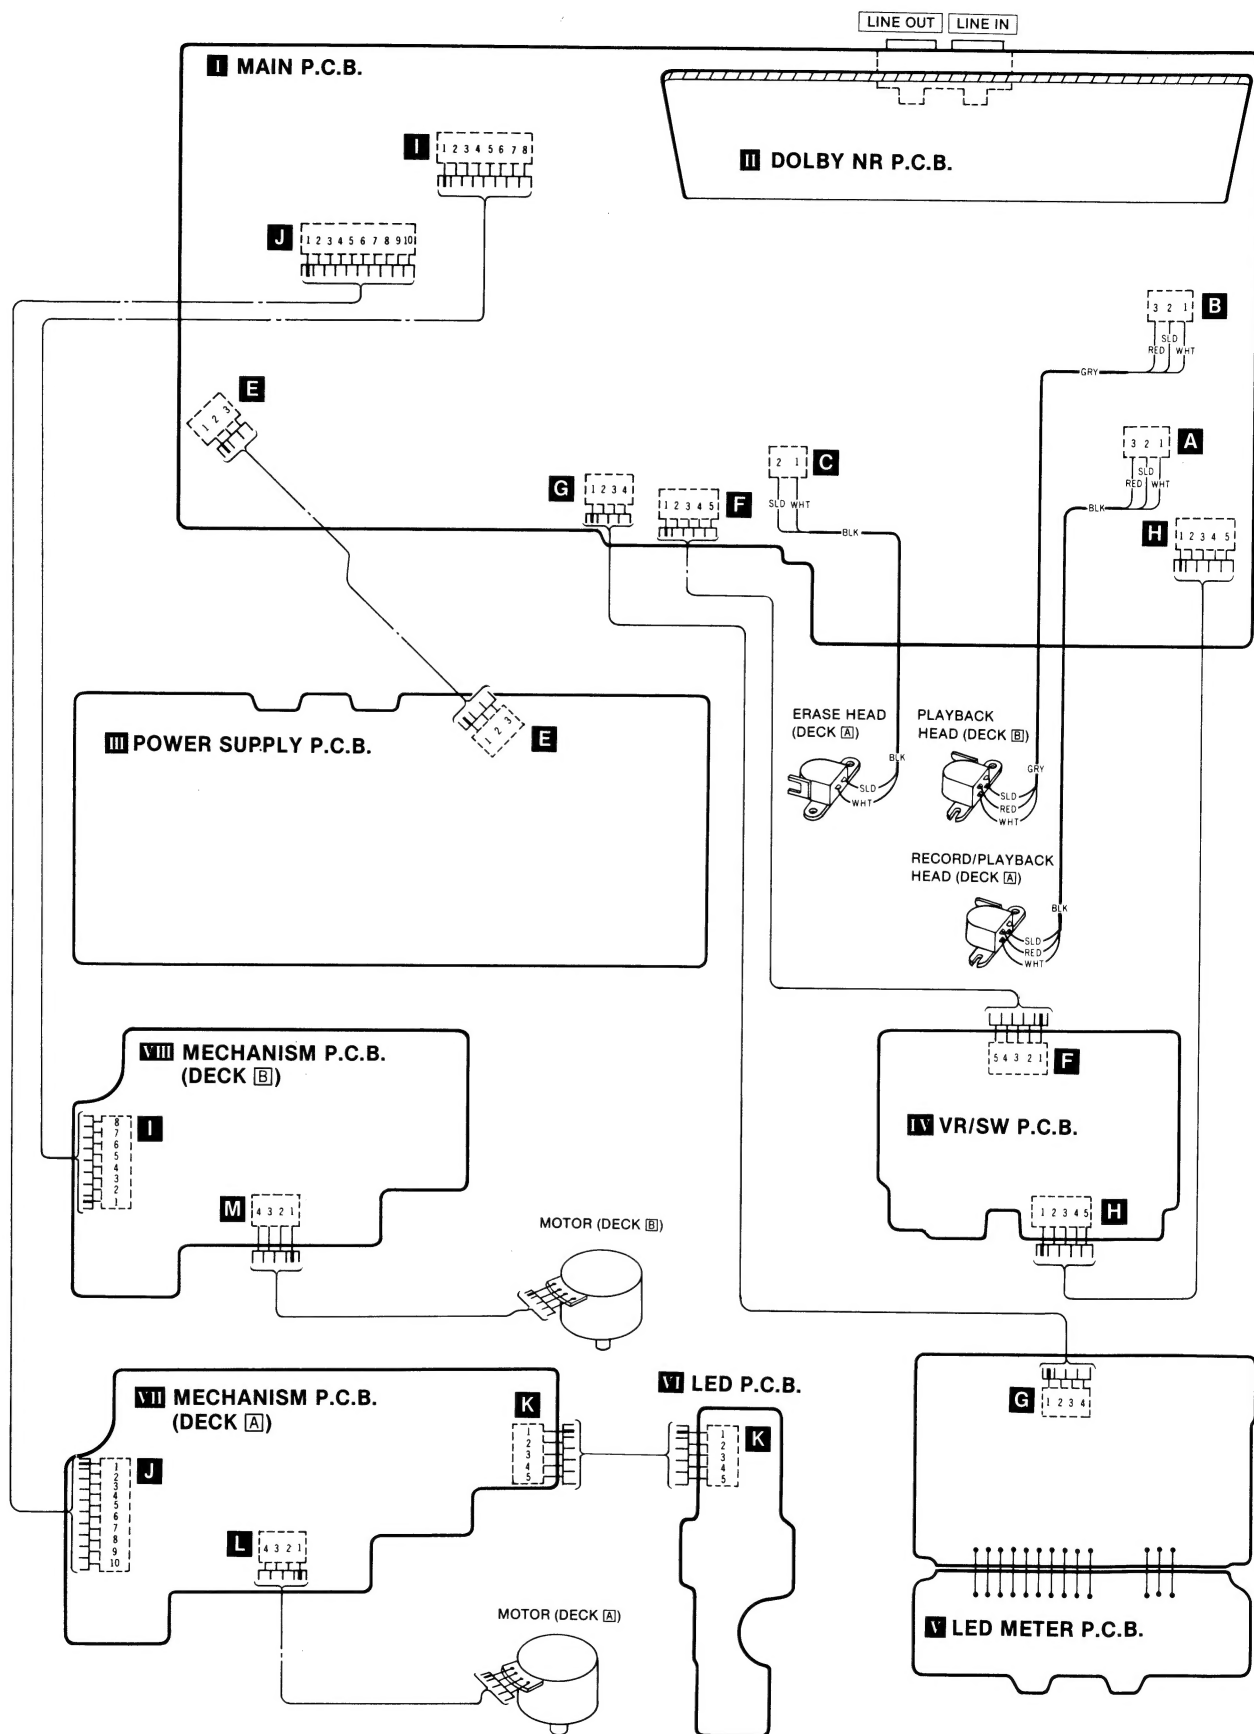 LINE OUT LINE IN
I MAIN P.C.B.
II DOLBY NR P.C.B.
I 1 2 3 4 5 6 7 8
J 1 2 3 4 5 6 7 8 9 10
B 3 2 1
SLD
RED WHT
GRY
E
1 2 3
A 3 2 1
SLD
RED WHT
BLK
C 2 1
SLD WHT
BLK
G 1 2 3 4
F 1 2 3 4 5
H 1 2 3 4 5
III POWER SUPPLY P.C.B.
E 1 2 3
ERASE HEAD
(DECK A)
BLK
SLD
WHT
PLAYBACK
HEAD (DECK B)
GRY
SLD
RED
WHT
RECORD/PLAYBACK
HEAD (DECK A)
BLK
SLD
RED
WHT
VIII MECHANISM P.C.B.
(DECK B)
I
8
7
6
5
4
3
2
1
M 4 3 2 1
MOTOR (DECK B)
5 4 3 2 1 F
IV VR/SW P.C.B.
1 2 3 4 5 H
VII MECHANISM P.C.B.
(DECK A)
K
1
2
3
4
5
J
1
2
3
4
5
6
7
8
9
10
L 4 3 2 1
MOTOR (DECK A)
VI LED P.C.B.
K
1
2
3
4
5
G 1 2 3 4
V LED METER P.C.B.